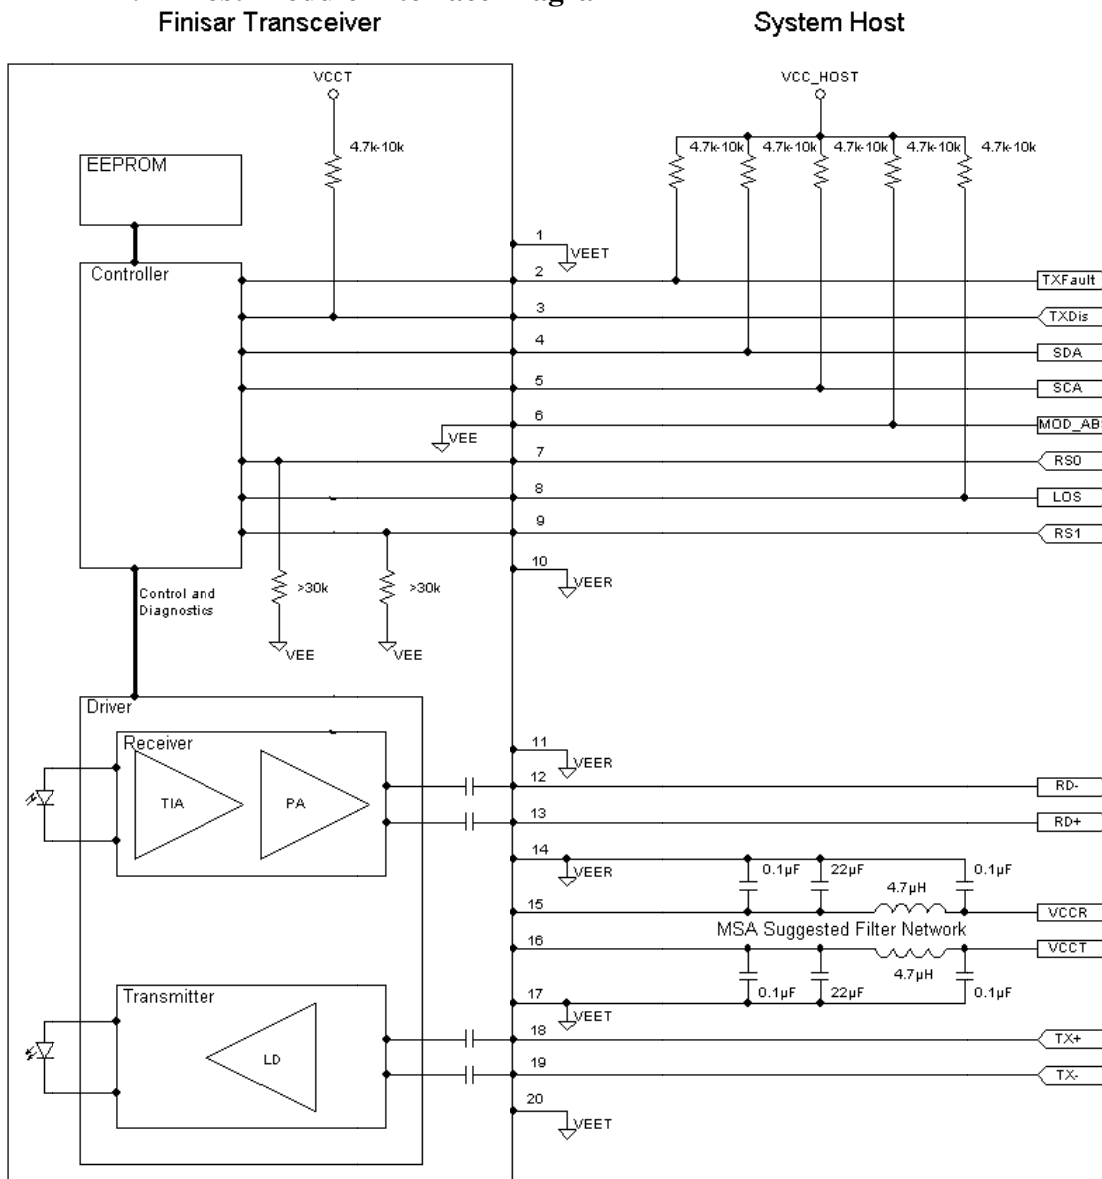 Finisar Transceiver
System Host
VCCT
VCC_HOST
4.7k-10k
4.7k-10k
4.7k-10k
4.7k-10k
4.7k-10k
4.7k-10k
EEPROM
1
VEET
Controller
2
TXFault
3
TXDis
4
SDA
5
SCA
6
MOD_AB
VEE
7
RS0
8
LOS
9
RS1
10
VEER
Control and
Diagnostics
>30k
>30k
VEE
VEE
Driver
Receiver
11
VEER
TIA
PA
12
RD-
13
RD+
14
VEER
0.1µF
22µF
0.1µF
4.7µH
15
VCCR
MSA Suggested Filter Network
16
VCCT
4.7µH
Transmitter
17
0.1µF
22µF
0.1µF
VEET
18
TX+
LD
19
TX-
20
VEET